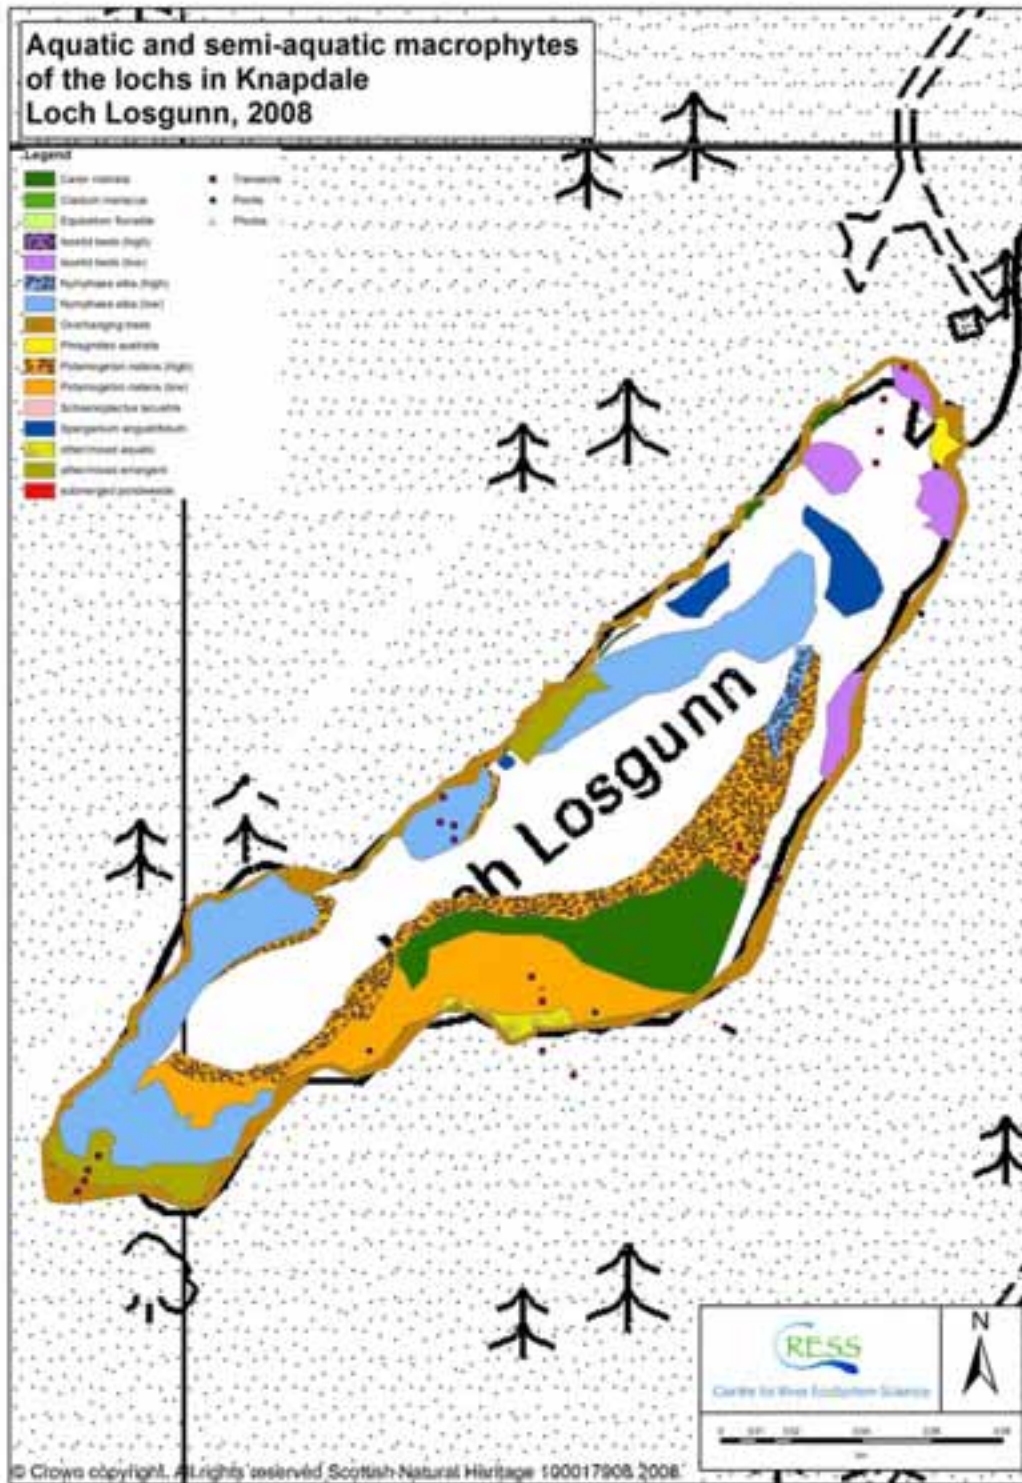 Aquatic and semi-aquatic macrophytes
of the lochs in Knapdale
Loch Losgunn, 2008
Legend
Carex rostrata
Cladium mariscus
Equisetum fluviatile
Isoetid beds (high)
Isoetid beds (low)
Nymphaea alba (high)
Nymphaea alba (low)
Overhanging trees
Phragmites australis
Potamogeton natans (high)
Potamogeton natans (low)
Schoenoplectus lacustris
Sparganium angustifolium
other/mixed aquatic
other/mixed emergent
submerged pondweeds
Transects
Points
Photos
ch Losgunn
N
CRESS
Centre for River Ecosystem Science
0
© Crown copyright. All rights reserved Scottish Natural Heritage 100017908 2008.